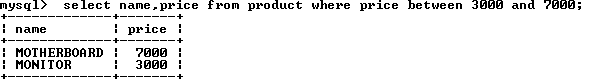 mysql> select name,price from product where price between 3000 and 7000;
+-------------+-------+
| name        | price |
+-------------+-------+
| MOTHERBOARD |  7000 |
| MONITOR     |  3000 |
+-------------+-------+